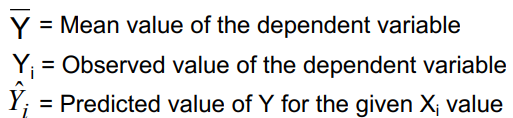 Y̅ = Mean value of the dependent variable
Yᵢ = Observed value of the dependent variable
Ŷᵢ = Predicted value of Y for the given Xᵢ value